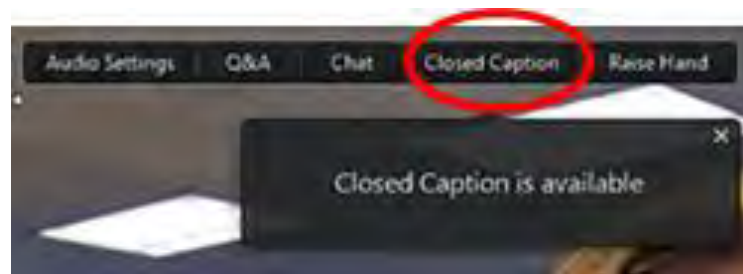 Audio Settings Q&A Chat Closed Caption Raise Hand
Closed Caption is available